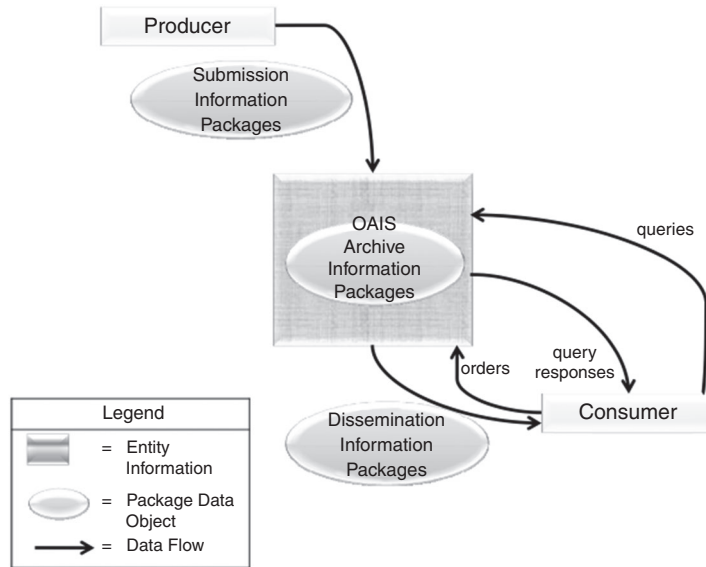 Producer
Submission
Information
Packages
OAIS
Archive
Information
Packages
queries
query
responses
orders
Consumer
Dissemination
Information
Packages
Legend
= Entity
Information
= Package Data
Object
= Data Flow